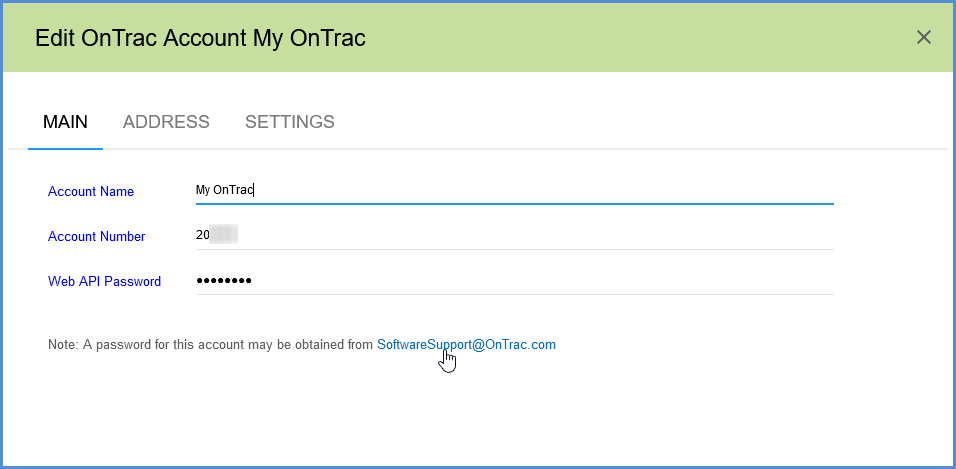 Edit OnTrac Account My OnTrac
MAIN ADDRESS SETTINGS
Account Name My OnTrac
Account Number 20
Web API Password ••••••••
Note: A password for this account may be obtained from SoftwareSupport@OnTrac.com